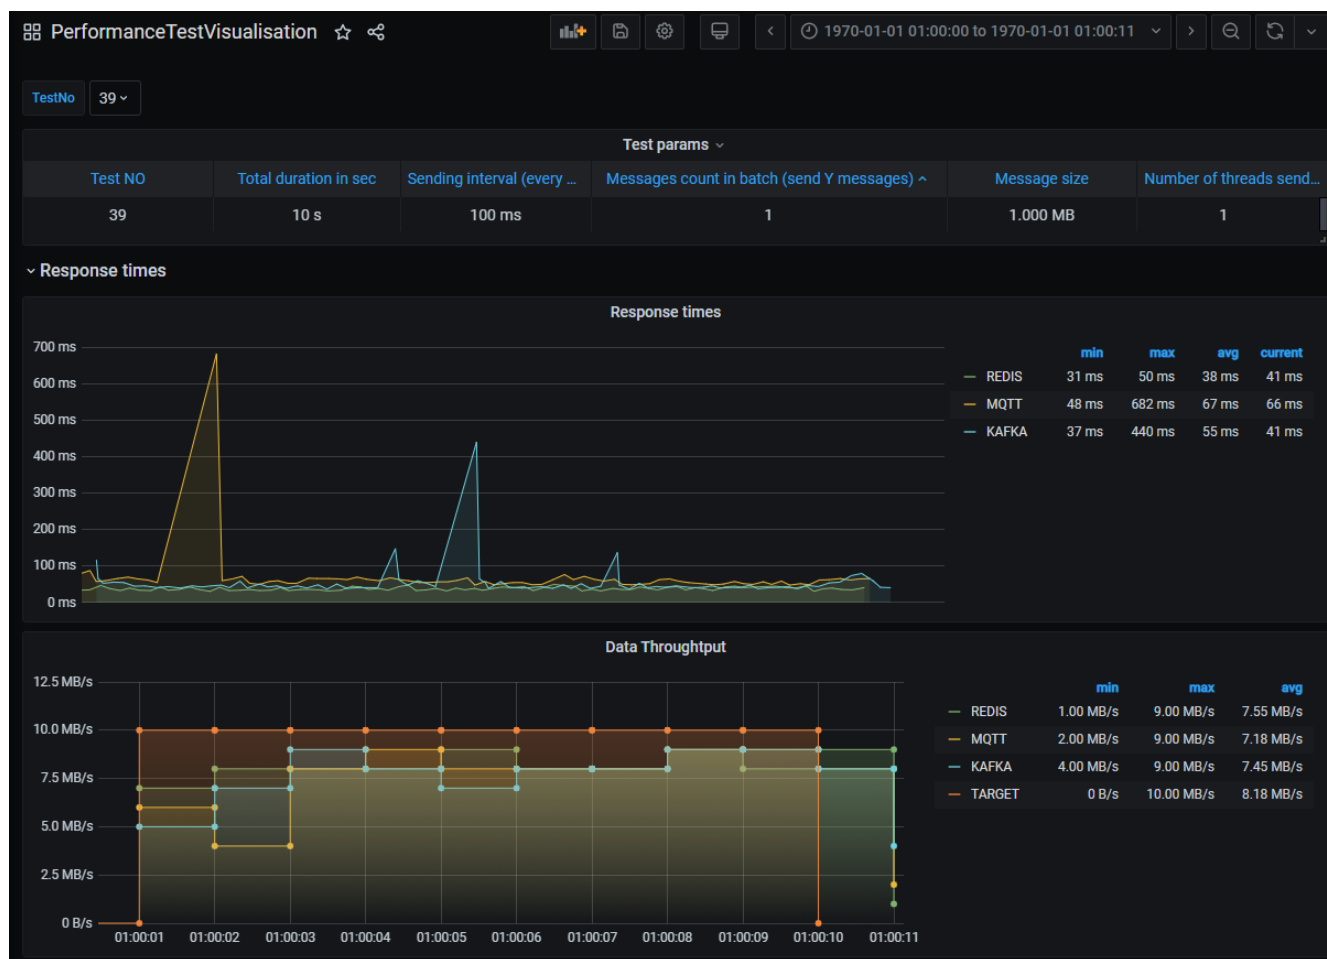 PerformanceTestVisualisation
1970-01-01 01:00:00 to 1970-01-01 01:00:11
TestNo 39
Test params
Test NO Total duration in sec Sending interval (every ... Messages count in batch (send Y messages) Message size Number of threads send...
39 10 s 100 ms 1 1.000 MB 1
Response times
Response times
700 ms
600 ms
500 ms
400 ms
300 ms
200 ms
100 ms
0 ms
min max avg current
REDIS 31 ms 50 ms 38 ms 41 ms
MQTT 48 ms 682 ms 67 ms 66 ms
KAFKA 37 ms 440 ms 55 ms 41 ms
Data Throughtput
12.5 MB/s
10.0 MB/s
7.5 MB/s
5.0 MB/s
2.5 MB/s
0 B/s
01:00:01 01:00:02 01:00:03 01:00:04 01:00:05 01:00:06 01:00:07 01:00:08 01:00:09 01:00:10 01:00:11
min max avg
REDIS 1.00 MB/s 9.00 MB/s 7.55 MB/s
MQTT 2.00 MB/s 9.00 MB/s 7.18 MB/s
KAFKA 4.00 MB/s 9.00 MB/s 7.45 MB/s
TARGET 0 B/s 10.00 MB/s 8.18 MB/s